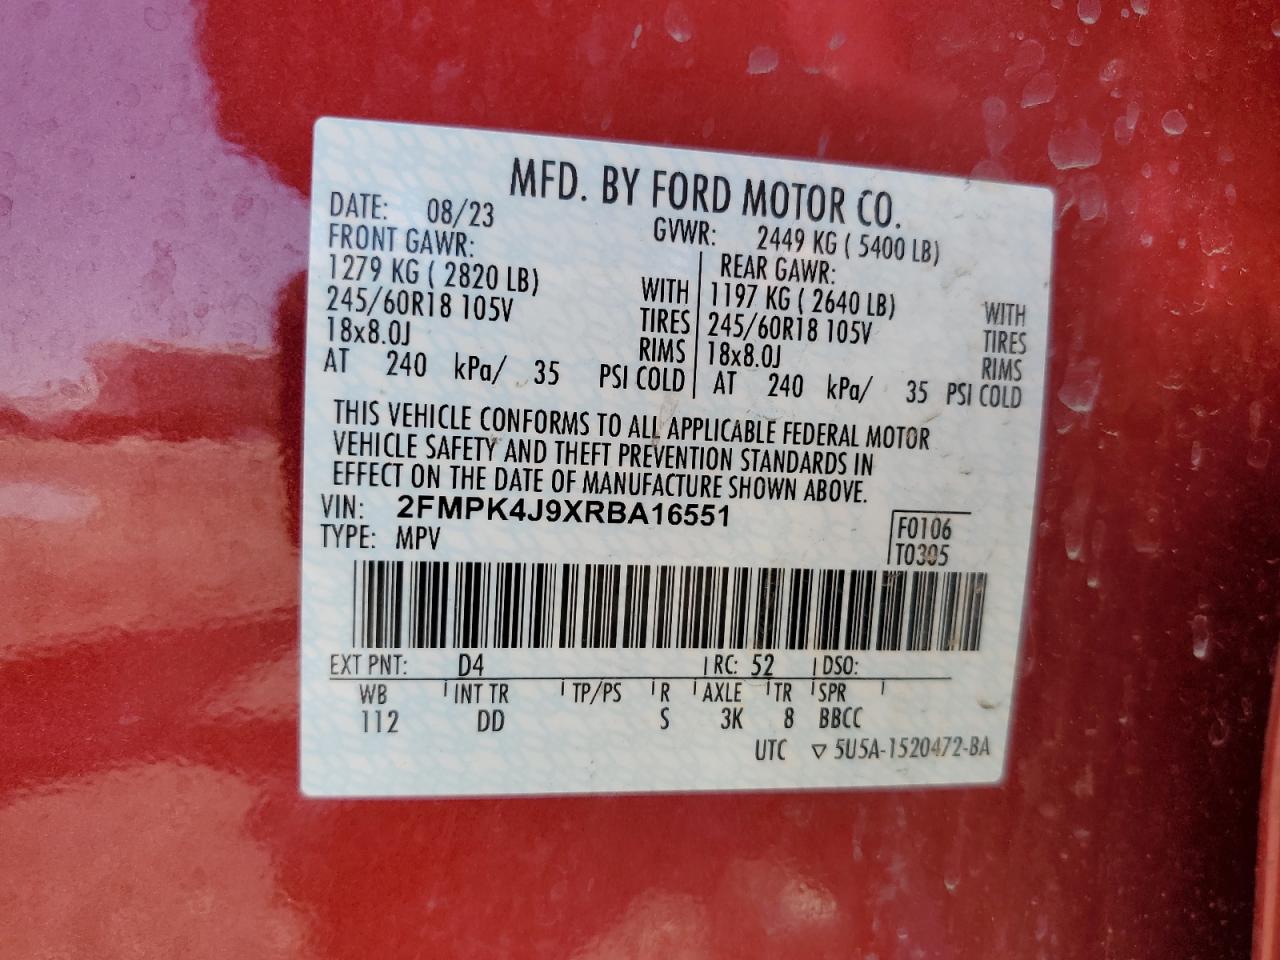 MFD. BY FORD MOTOR CO.
DATE: 08/23 GVWR: 2449 KG ( 5400 LB)
FRONT GAWR: REAR GAWR:
1279 KG ( 2820 LB) WITH 1197 KG ( 2640 LB) WITH
245/60R18 105V TIRES 245/60R18 105V TIRES
18x8.0J RIMS 18x8.0J RIMS
AT 240 kPa/ 35 PSI COLD AT 240 kPa/ 35 PSI COLD
THIS VEHICLE CONFORMS TO ALL APPLICABLE FEDERAL MOTOR
VEHICLE SAFETY AND THEFT PREVENTION STANDARDS IN
EFFECT ON THE DATE OF MANUFACTURE SHOWN ABOVE.
VIN: 2FMPK4J9XRBA16551 F0106
TYPE: MPV T0305
EXT PNT: D4 RC: 52 DSO:
WB INT TR TP/PS R AXLE TR SPR
112 DD S 3K 8 BBCC
UTC ▽ 5U5A-1520472-BA